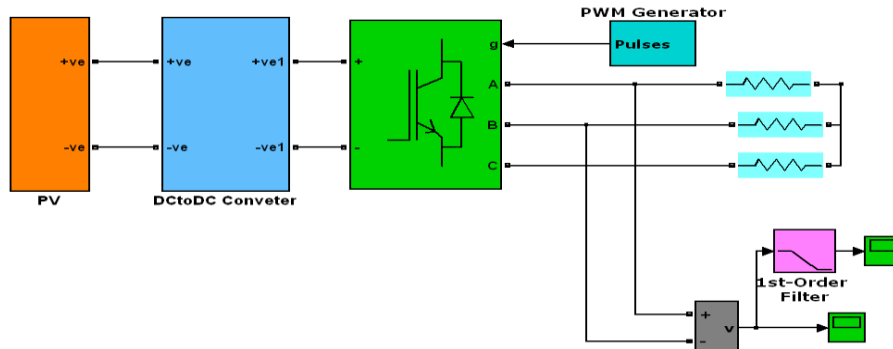 PWM Generator
Pulses
g
+ve
+ve
+ve1
+
A
B
-ve
-ve
-ve1
-
C
PV
DCtoDC Conveter
1st-Order
Filter
+
v
-